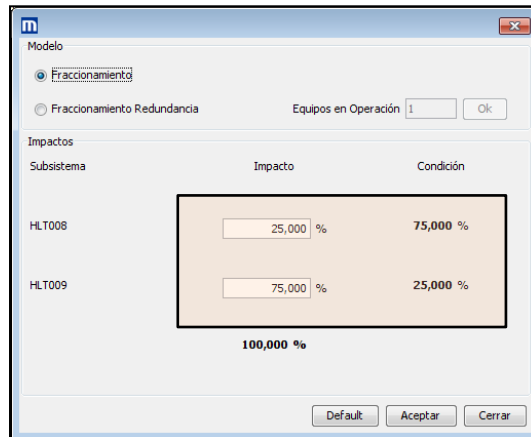 m
Modelo
Fraccionamiento
Fraccionamiento Redundancia Equipos en Operación 1 Ok
Impactos
Subsistema Impacto Condición
HLT008 25,000 % 75,000 %
HLT009 75,000 % 25,000 %
100,000 %
Default Aceptar Cerrar